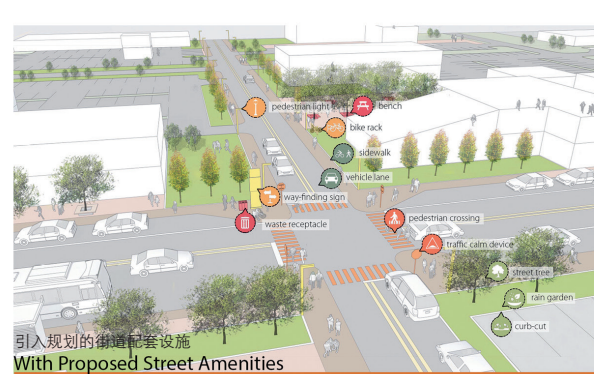 pedestrian light
bench
bike rack
sidewalk
vehicle lane
way-finding sign
waste receptacle
pedestrian crossing
traffic calm device
street tree
rain garden
curb-cut
引入规划的街道配套设施
With Proposed Street Amenities